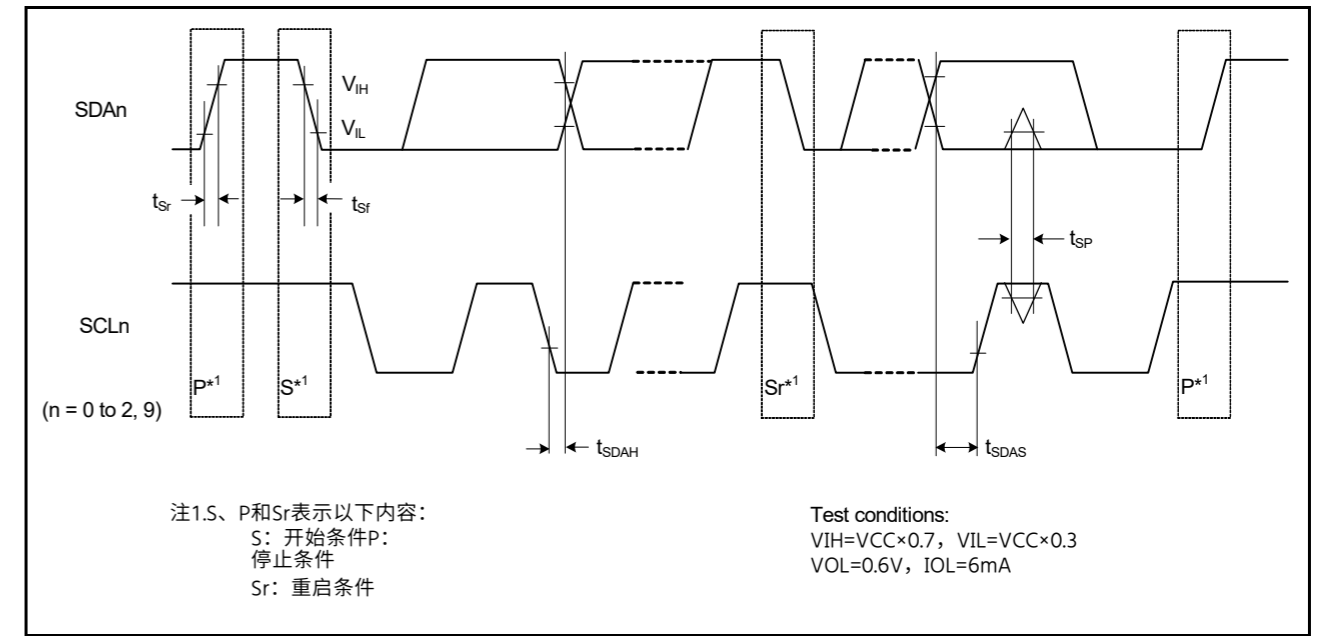 SDAn
VIH
VIL
tSr
tSf
tSP
SCLn
P*1
S*1
Sr*1
P*1
(n = 0 to 2, 9)
tSDAH
tSDAS
注1.S、P和Sr表示以下内容：
S：开始条件P：
停止条件
Sr：重启条件
Test conditions:
VIH=VCC×0.7，VIL=VCC×0.3
VOL=0.6V，IOL=6mA